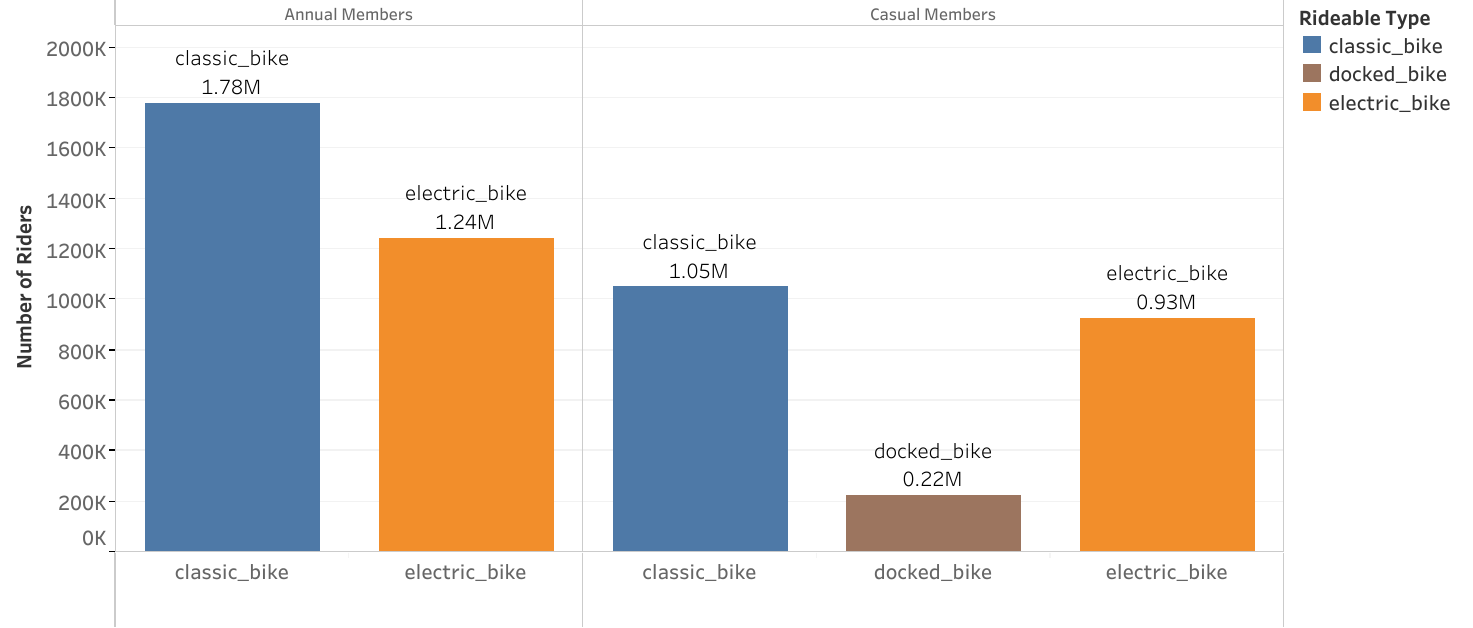 Annual Members
Casual Members
Rideable Type
classic_bike
docked_bike
electric_bike
Number of Riders
2000K
1800K
1600K
1400K
1200K
1000K
800K
600K
400K
200K
0K
classic_bike
1.78M
electric_bike
1.24M
classic_bike
1.05M
docked_bike
0.22M
electric_bike
0.93M
classic_bike
electric_bike
classic_bike
docked_bike
electric_bike